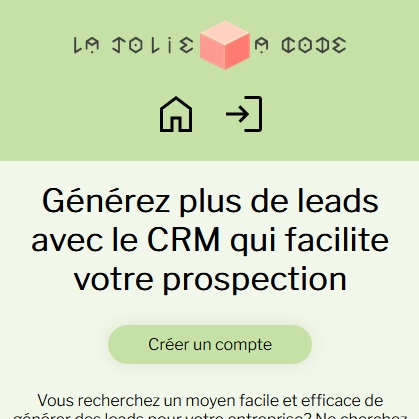 LA JOLIE A CODE
Générez plus de leads
avec le CRM qui facilite
votre prospection
Créer un compte
Vous recherchez un moyen facile et efficace de
générer des leads pour votre entreprise? Ne cherchez